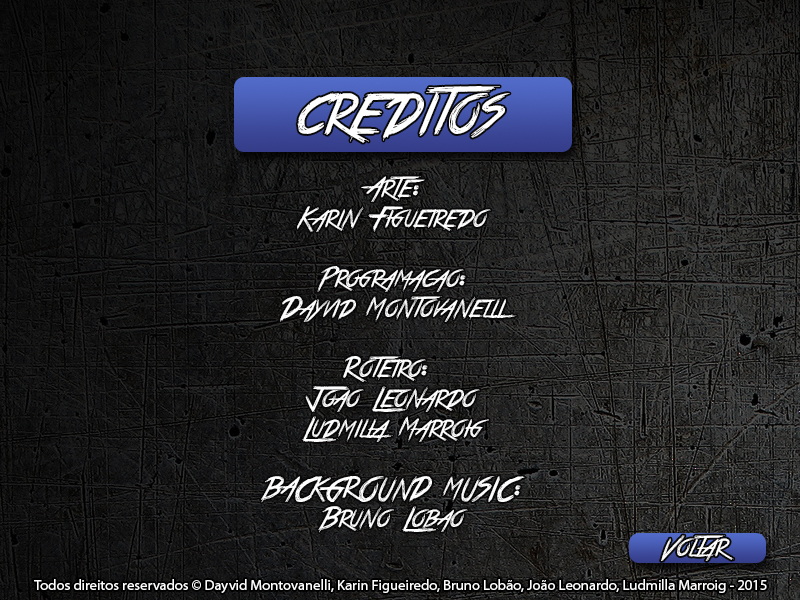 CREDITOS
ARTE:
KARIN FIGUEIREDO
PROGRAMACAO:
DAYVID MONTOVANELLI
ROTEIRO:
JOAO LEONARDO
LUDMILLA MARROIG
BACKGROUND MUSIC:
BRUNO LOBAO
VOLTAR
Todos direitos reservados © Dayvid Montovanelli, Karin Figueiredo, Bruno Lobão, João Leonardo, Ludmilla Marroig - 2015